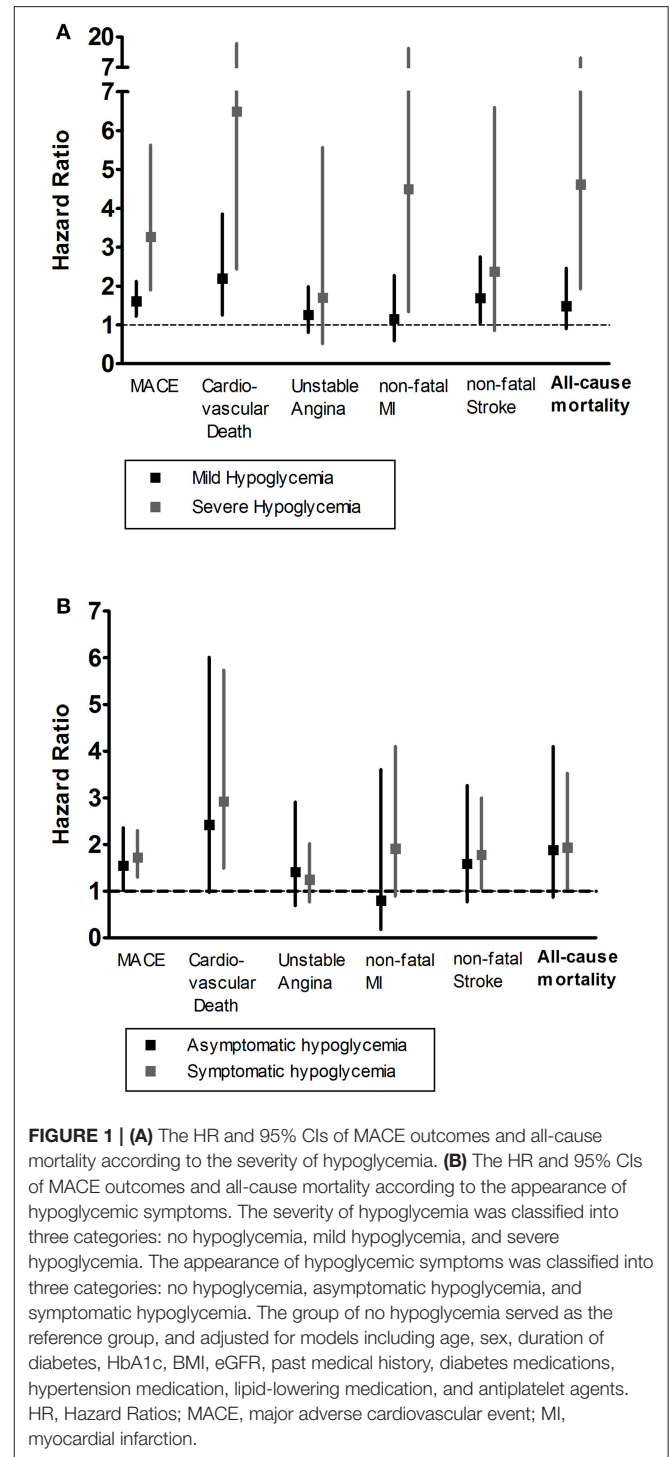 A
20
7
7
6
5
4
3
2
1
0
Hazard Ratio
MACE
Cardio-
vascular
Death
Unstable
Angina
non-fatal
MI
non-fatal
Stroke
All-cause
mortality
Mild Hypoglycemia
Severe Hypoglycemia
B
7
6
5
4
3
2
1
0
Hazard Ratio
MACE
Cardio-
vascular
Death
Unstable
Angina
non-fatal
MI
non-fatal
Stroke
All-cause
mortality
Asymptomatic hypoglycemia
Symptomatic hypoglycemia
FIGURE 1 | (A) The HR and 95% CIs of MACE outcomes and all-cause
mortality according to the severity of hypoglycemia. (B) The HR and 95% CIs
of MACE outcomes and all-cause mortality according to the appearance of
hypoglycemic symptoms. The severity of hypoglycemia was classified into
three categories: no hypoglycemia, mild hypoglycemia, and severe
hypoglycemia. The appearance of hypoglycemic symptoms was classified into
three categories: no hypoglycemia, asymptomatic hypoglycemia, and
symptomatic hypoglycemia. The group of no hypoglycemia served as the
reference group, and adjusted for models including age, sex, duration of
diabetes, HbA1c, BMI, eGFR, past medical history, diabetes medications,
hypertension medication, lipid-lowering medication, and antiplatelet agents.
HR, Hazard Ratios; MACE, major adverse cardiovascular event; MI,
myocardial infarction.